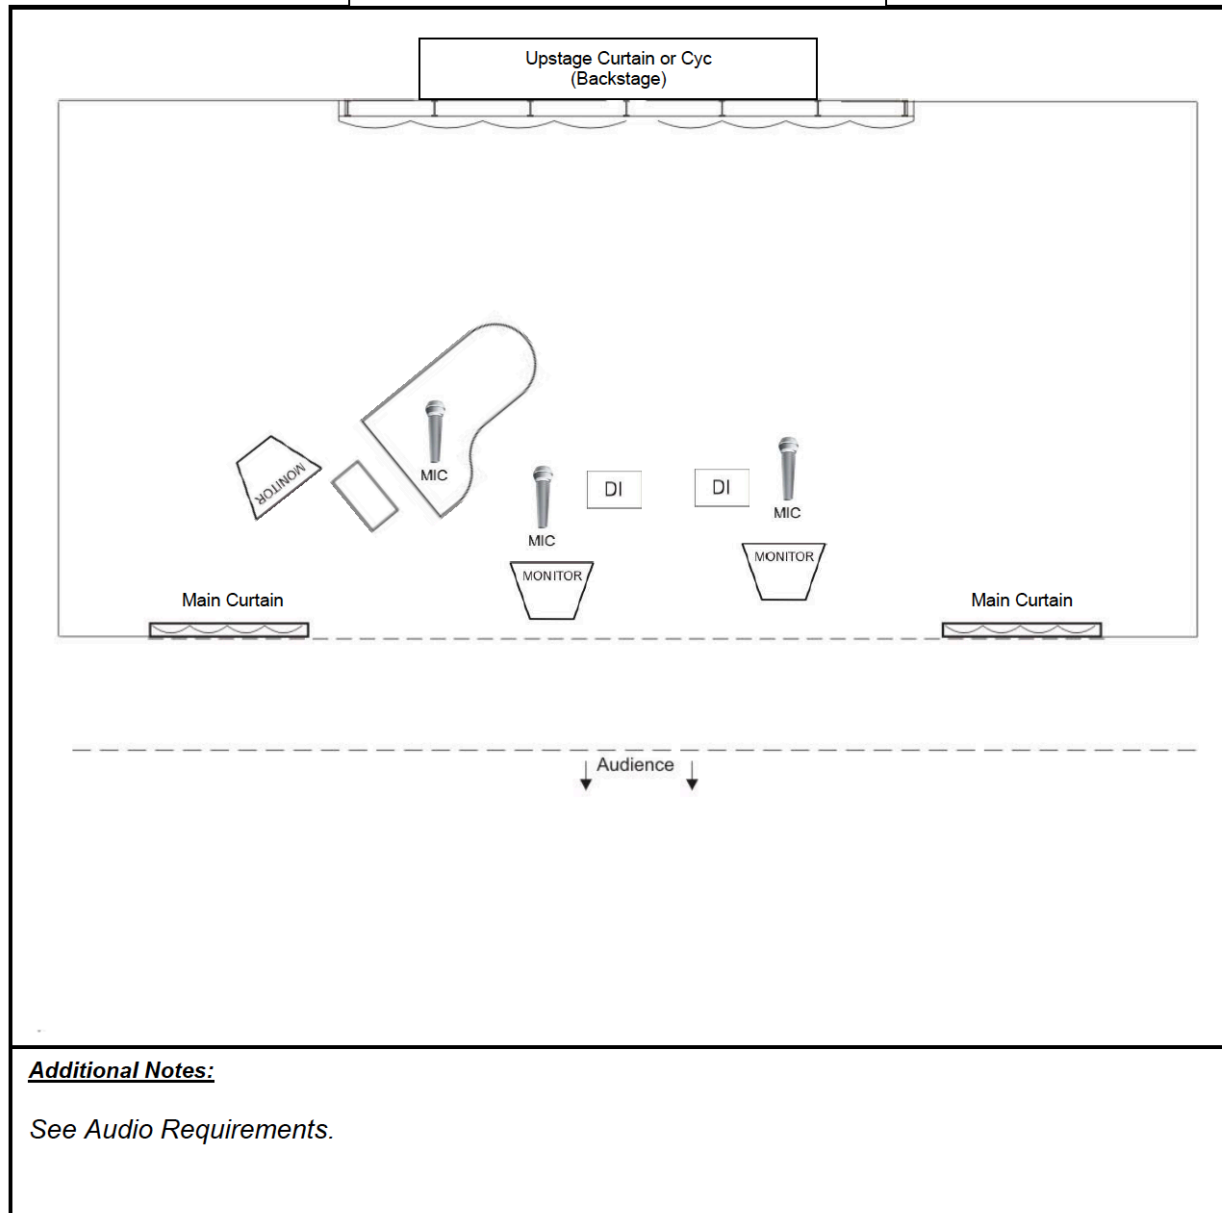 Upstage Curtain or Cyc
(Backstage)
MIC
MONITOR
MIC
DI
DI
MIC
MONITOR
MONITOR
Main Curtain
Main Curtain
Audience
Additional Notes:
See Audio Requirements.